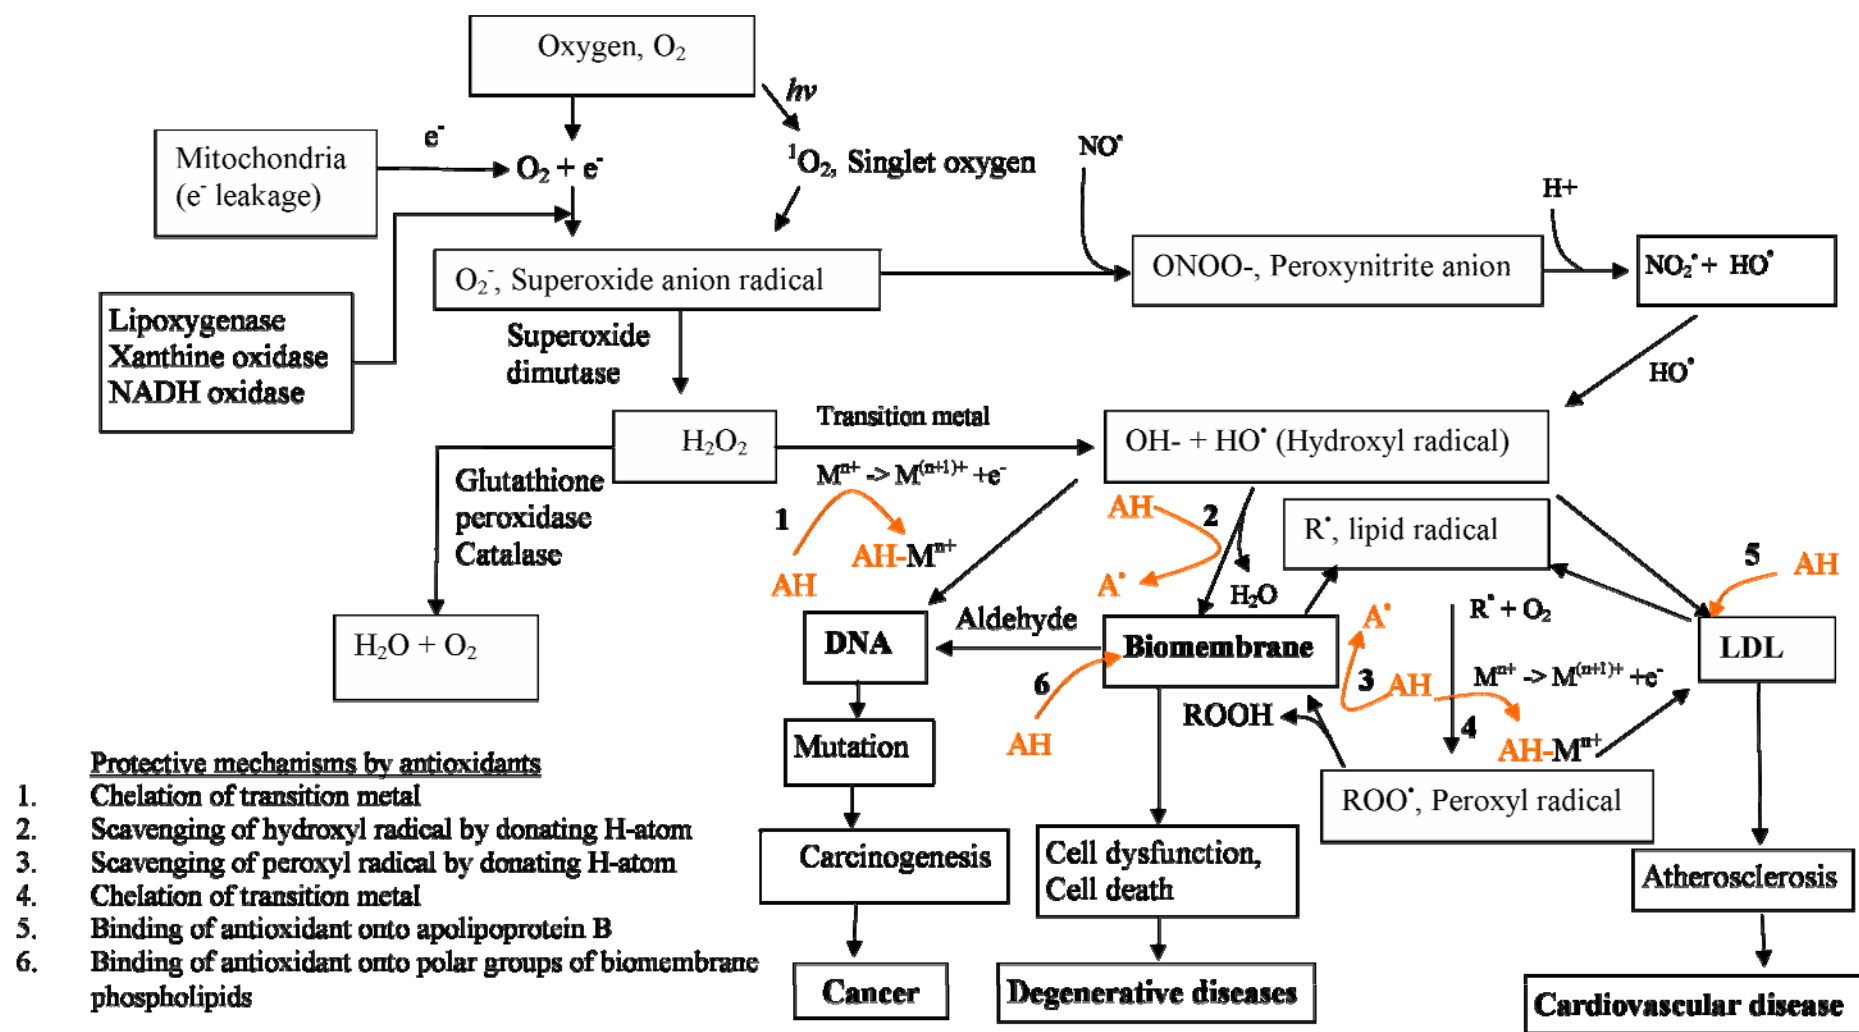 Oxygen, O₂
hν
Mitochondria
(e⁻ leakage)
e⁻
O₂ + e⁻
¹O₂, Singlet oxygen
NO•
H+
O₂⁻, Superoxide anion radical
ONOO-, Peroxynitrite anion
NO₂•+ HO•
Lipoxygenase
Xanthine oxidase
NADH oxidase
Superoxide
dimutase
HO•
H₂O₂
Transition metal
Mⁿ⁺ -> M⁽ⁿ⁺¹⁾⁺ +e⁻
OH- + HO• (Hydroxyl radical)
Glutathione
peroxidase
Catalase
1
AH
AH-Mⁿ⁺
AH
2
A•
H₂O
R•, lipid radical
5
AH
H₂O + O₂
DNA
Aldehyde
Biomembrane
A•
R• + O₂
LDL
6
AH
ROOH
3
AH
Mⁿ⁺ -> M⁽ⁿ⁺¹⁾⁺ +e⁻
4
AH-Mⁿ⁺
Mutation
ROO•, Peroxyl radical
Carcinogenesis
Cell dysfunction,
Cell death
Atherosclerosis
Cancer
Degenerative diseases
Cardiovascular disease
Protective mechanisms by antioxidants
1. Chelation of transition metal
2. Scavenging of hydroxyl radical by donating H-atom
3. Scavenging of peroxyl radical by donating H-atom
4. Chelation of transition metal
5. Binding of antioxidant onto apolipoprotein B
6. Binding of antioxidant onto polar groups of biomembrane
phospholipids